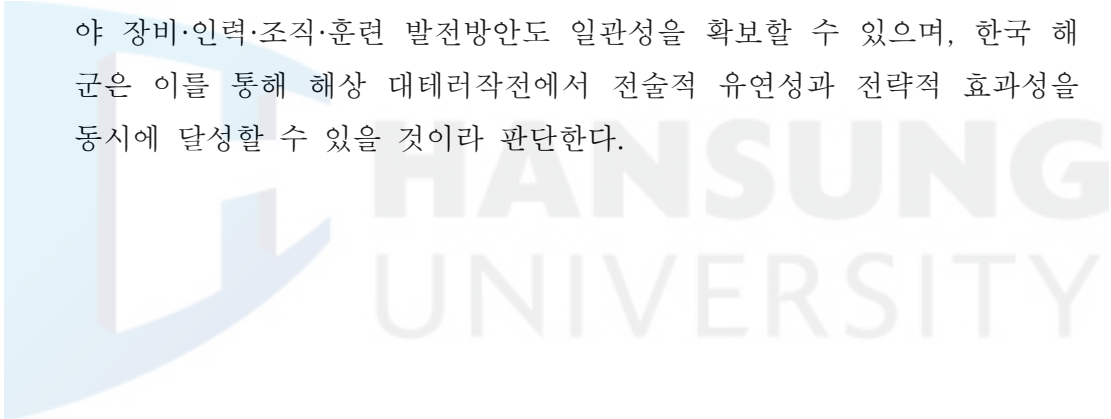 야 장비·인력·조직·훈련 발전방안도 일관성을 확보할 수 있으며, 한국 해
군은 이를 통해 해상 대테러작전에서 전술적 유연성과 전략적 효과성을
동시에 달성할 수 있을 것이라 판단한다.
HANSUNG
UNIVERSITY